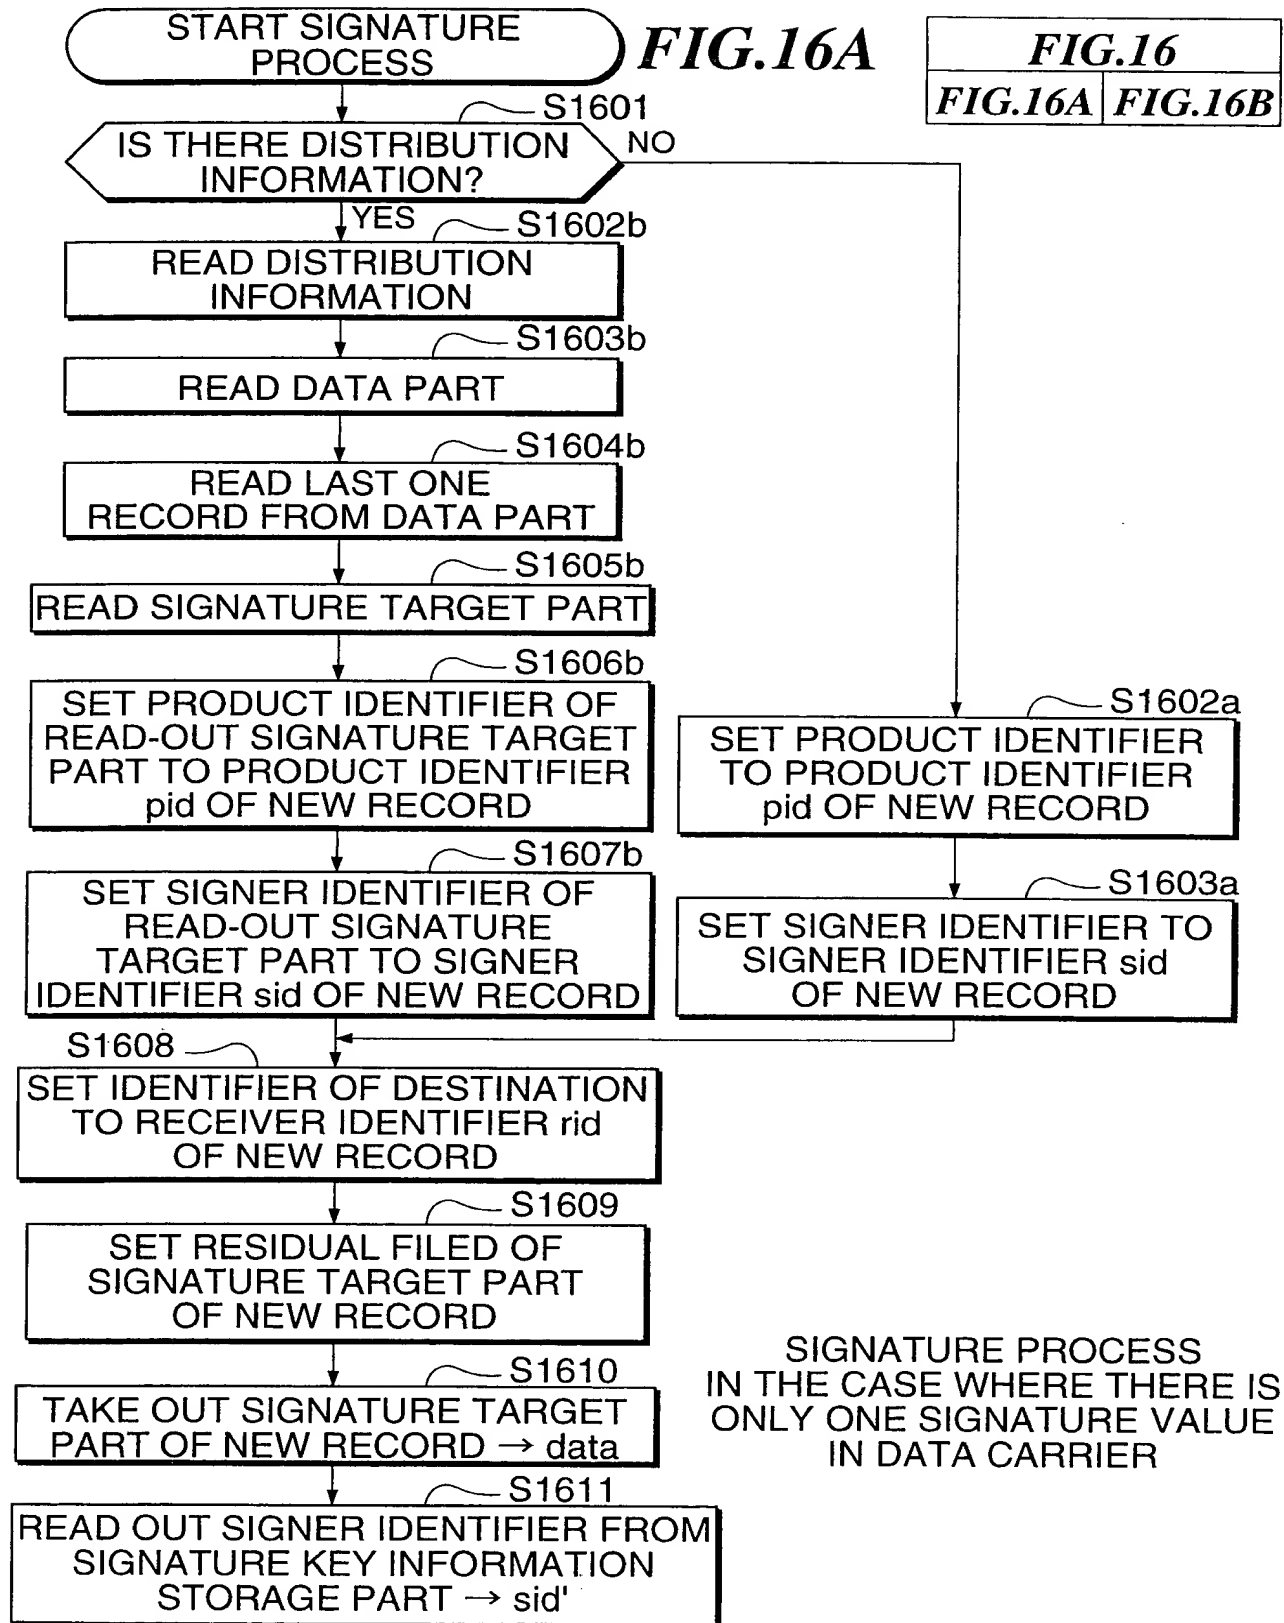 START SIGNATURE
PROCESS
FIG.16A
FIG.16
FIG.16A FIG.16B
S1601
IS THERE DISTRIBUTION
INFORMATION?
NO
YES
S1602b
READ DISTRIBUTION
INFORMATION
S1603b
READ DATA PART
S1604b
READ LAST ONE
RECORD FROM DATA PART
S1605b
READ SIGNATURE TARGET PART
S1606b
SET PRODUCT IDENTIFIER OF
READ-OUT SIGNATURE TARGET
PART TO PRODUCT IDENTIFIER
pid OF NEW RECORD
S1607b
SET SIGNER IDENTIFIER OF
READ-OUT SIGNATURE
TARGET PART TO SIGNER
IDENTIFIER sid OF NEW RECORD
S1602a
SET PRODUCT IDENTIFIER
TO PRODUCT IDENTIFIER
pid OF NEW RECORD
S1603a
SET SIGNER IDENTIFIER TO
SIGNER IDENTIFIER sid
OF NEW RECORD
S1608
SET IDENTIFIER OF DESTINATION
TO RECEIVER IDENTIFIER rid
OF NEW RECORD
S1609
SET RESIDUAL FILED OF
SIGNATURE TARGET PART
OF NEW RECORD
S1610
TAKE OUT SIGNATURE TARGET
PART OF NEW RECORD → data
S1611
READ OUT SIGNER IDENTIFIER FROM
SIGNATURE KEY INFORMATION
STORAGE PART → sid'
SIGNATURE PROCESS
IN THE CASE WHERE THERE IS
ONLY ONE SIGNATURE VALUE
IN DATA CARRIER